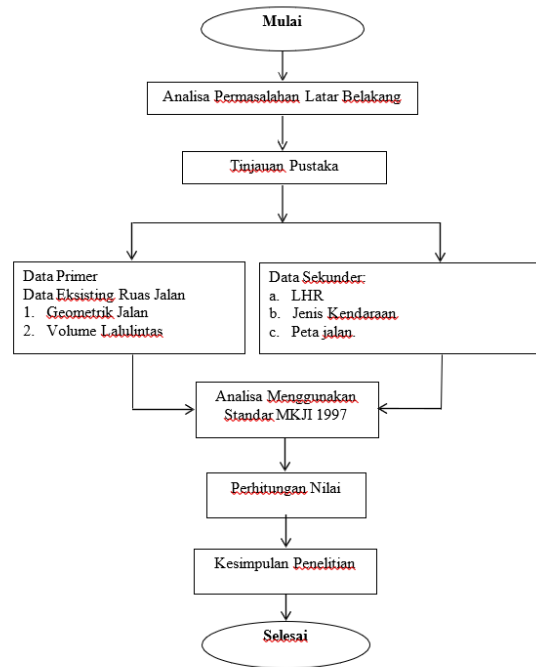 Mulai
Analisa Permasalahan Latar Belakang
Tinjauan Pustaka
Data Primer
Data Eksisting Ruas Jalan
1. Geometrik Jalan
2. Volume Lalulintas
Data Sekunder:
a. LHR
b. Jenis Kendaraan
c. Peta jalan
Analisa Menggunakan
Standar MKJI 1997
Perhitungan Nilai
Kesimpulan Penelitian
Selesai